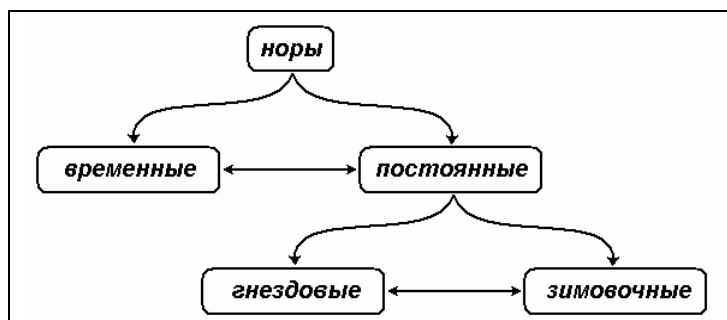 норы
временные постоянные
гнездовые зимовочные